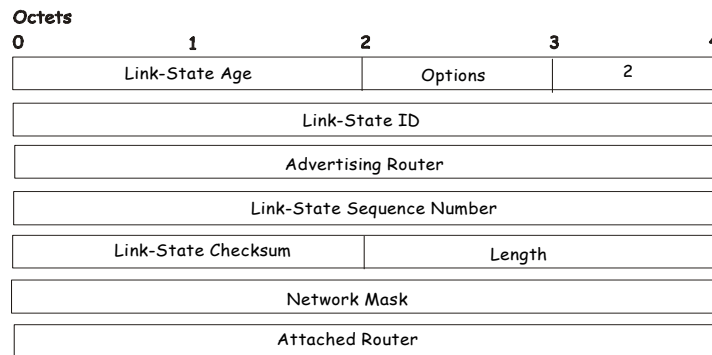 Octets
0 1 2 3 4
Link-State Age Options 2
Link-State ID
Advertising Router
Link-State Sequence Number
Link-State Checksum Length
Network Mask
Attached Router